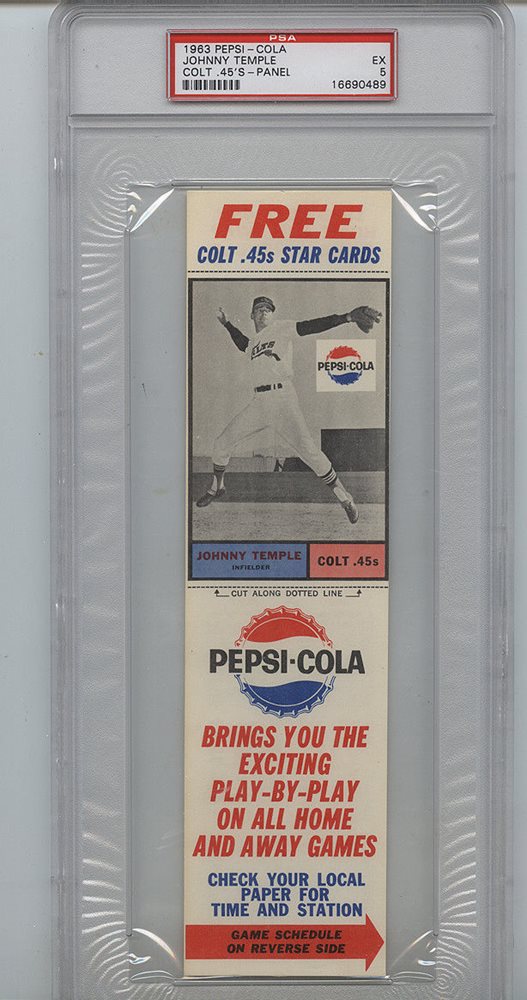 PSA
1963 PEPSI-COLA
JOHNNY TEMPLE EX
COLT .45'S-PANEL 5
16690489
FREE
COLT .45s STAR CARDS
COLTS
PEPSI-COLA
JOHNNY TEMPLE
INFIELDER
COLT .45s
CUT ALONG DOTTED LINE
PEPSI-COLA
BRINGS YOU THE
EXCITING
PLAY-BY-PLAY
ON ALL HOME
AND AWAY GAMES
CHECK YOUR LOCAL
PAPER FOR
TIME AND STATION
GAME SCHEDULE
ON REVERSE SIDE